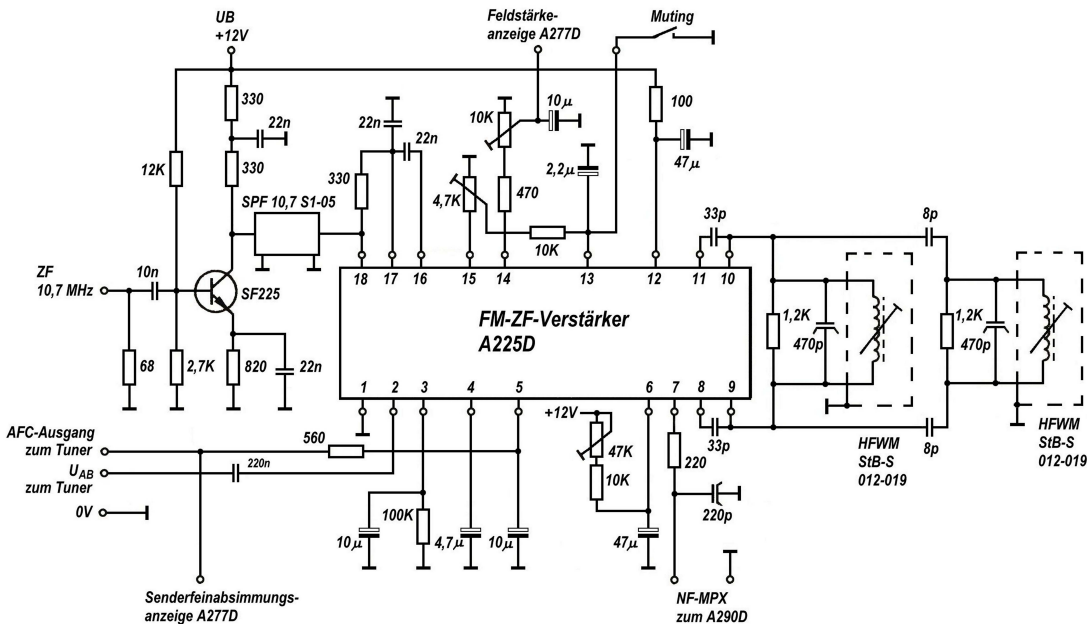 UB
+12V
Feldstärke-
anzeige A277D
Muting
330
22n
330
12K
22n
22n
330
10K
10µ
470
4,7K
2,2µ
10K
100
47µ
SPF 10,7 S1-05
ZF
10,7 MHz
10n
SF225
68
2,7K
820
22n
18
17
16
15
14
13
12
11
10
FM-ZF-Verstärker
A225D
1
2
3
4
5
6
7
8
9
33p
8p
1,2K
470p
1,2K
470p
33p
8p
HFWM
StB-S
012-019
HFWM
StB-S
012-019
+12V
47K
10K
47µ
220
220p
AFC-Ausgang
zum Tuner
560
UAB
zum Tuner
220n
0V
10µ
100K
4,7µ
10µ
Senderfeinabsimmungs-
anzeige A277D
NF-MPX
zum A290D